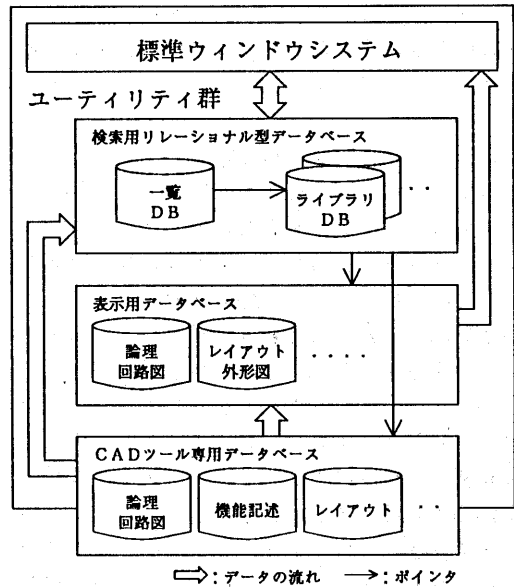 標準ウィンドウシステム
ユーティリティ群
検索用リレーショナル型データベース
一覧
DB
ライブラリ
DB
‥
表示用データベース
論理
回路図
レイアウト
外形図
‥‥
CADツール専用データベース
論理
回路図
機能記述
レイアウト
‥
⇨:データの流れ →:ポインタ